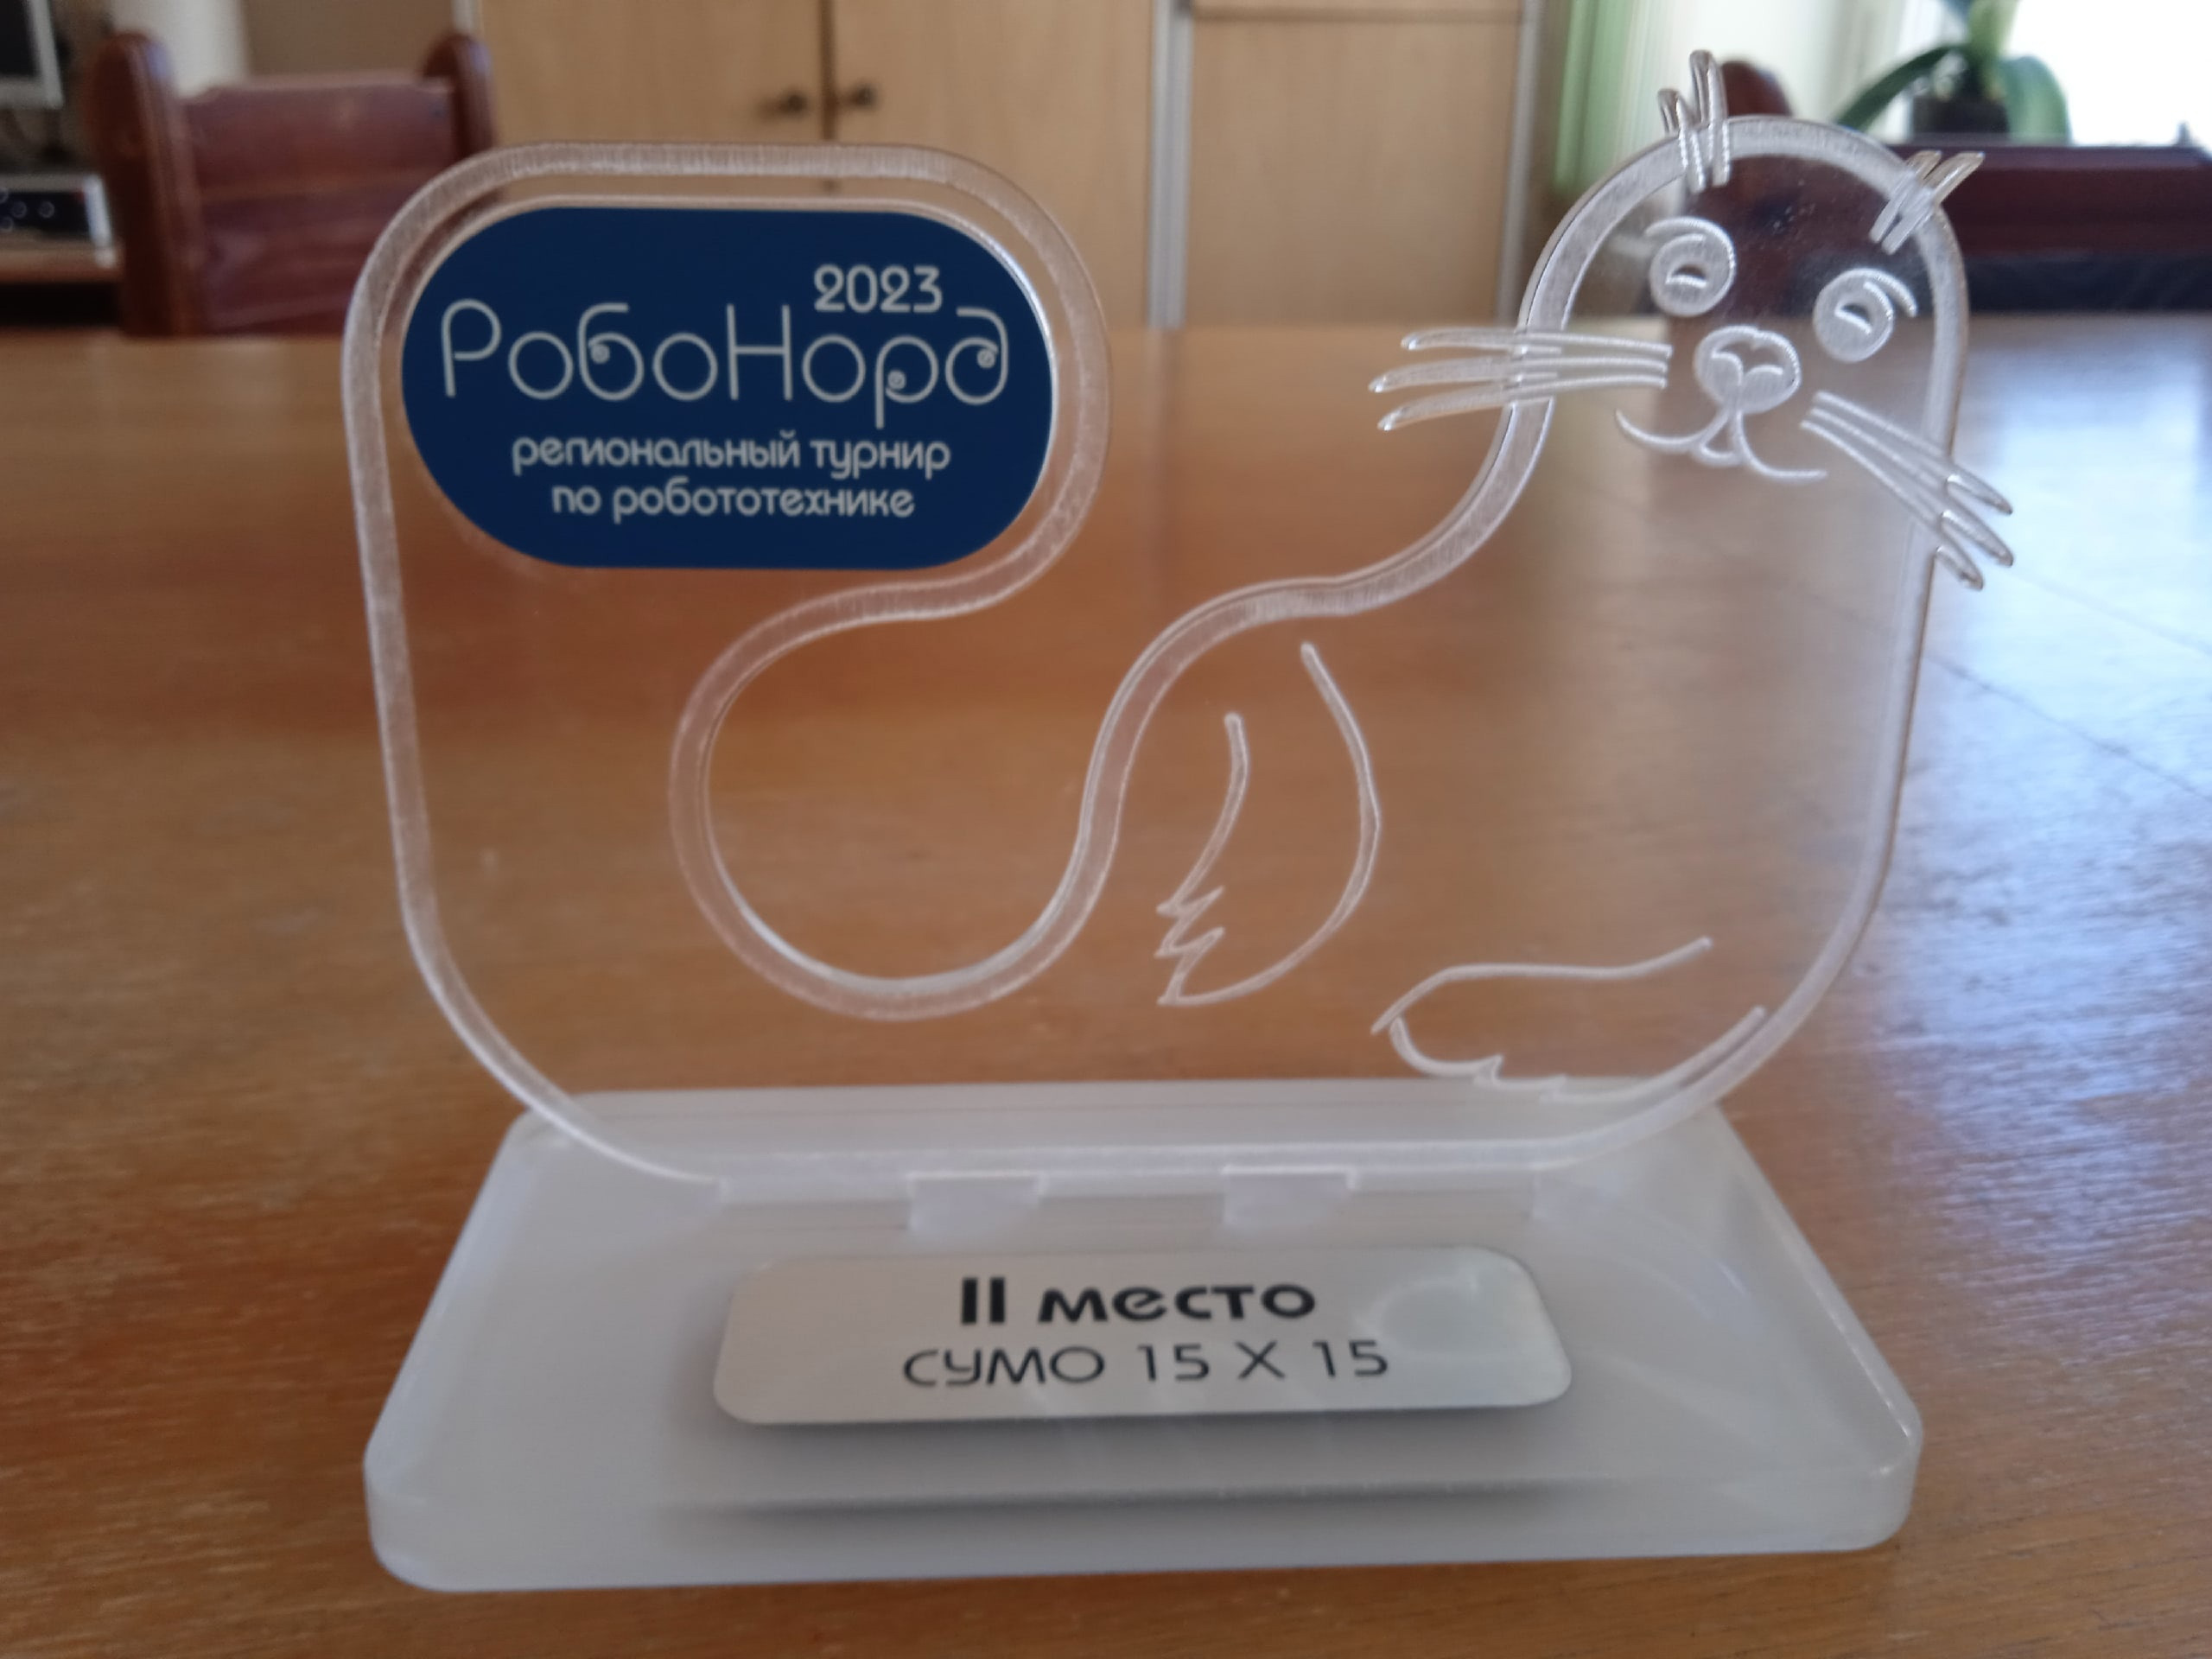 2023
РобоНорд
региональный турнир
по робототехнике
II место
СУМО 15 X 15